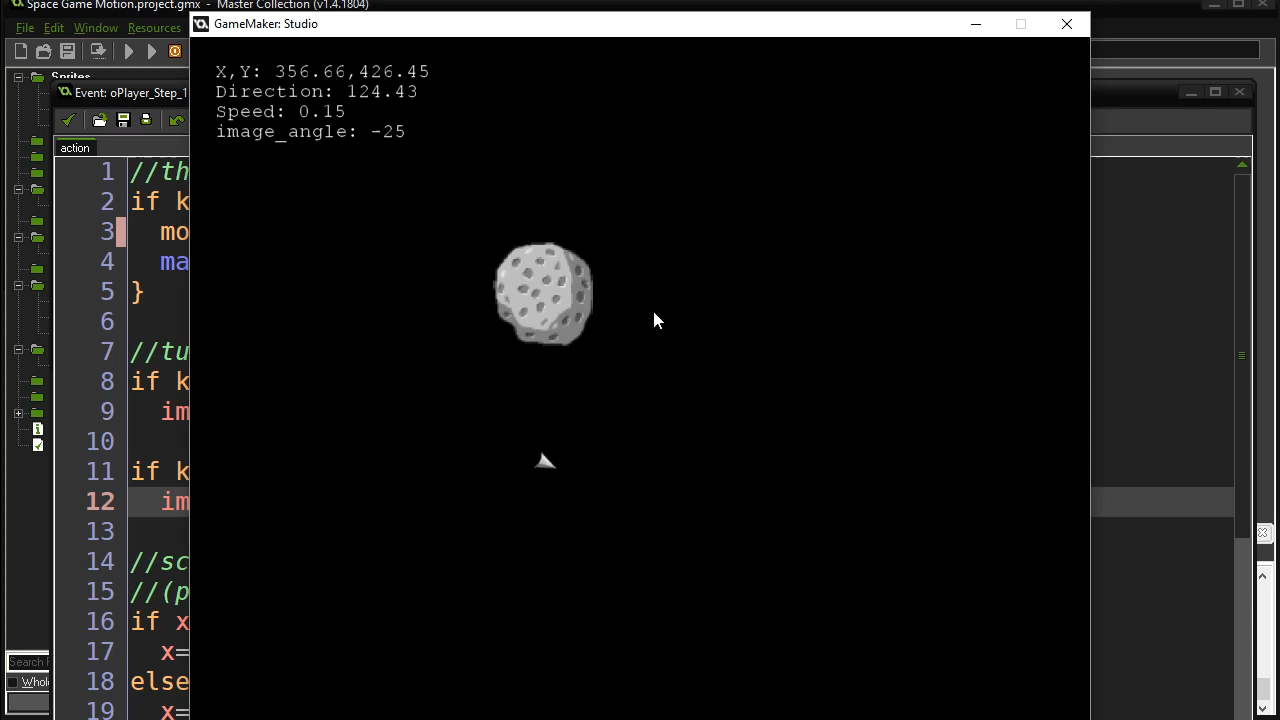 Space Game Motion.project.gmx - Master Collection (v1.4.1804)
File Edit Window Resources
GameMaker: Studio
Sprites
Event: oPlayer_Step_1
action
X,Y: 356.66,426.45
Direction: 124.43
Speed: 0.15
image_angle: -25
1 //th
2 if k
3 mo
4 ma
5 }
6
7 //tu
8 if k
9 im
10
11 if k
12 im
13
14 //sc
15 //(p
16 if x
17 x=
18 else
19 x=
Search
Whole